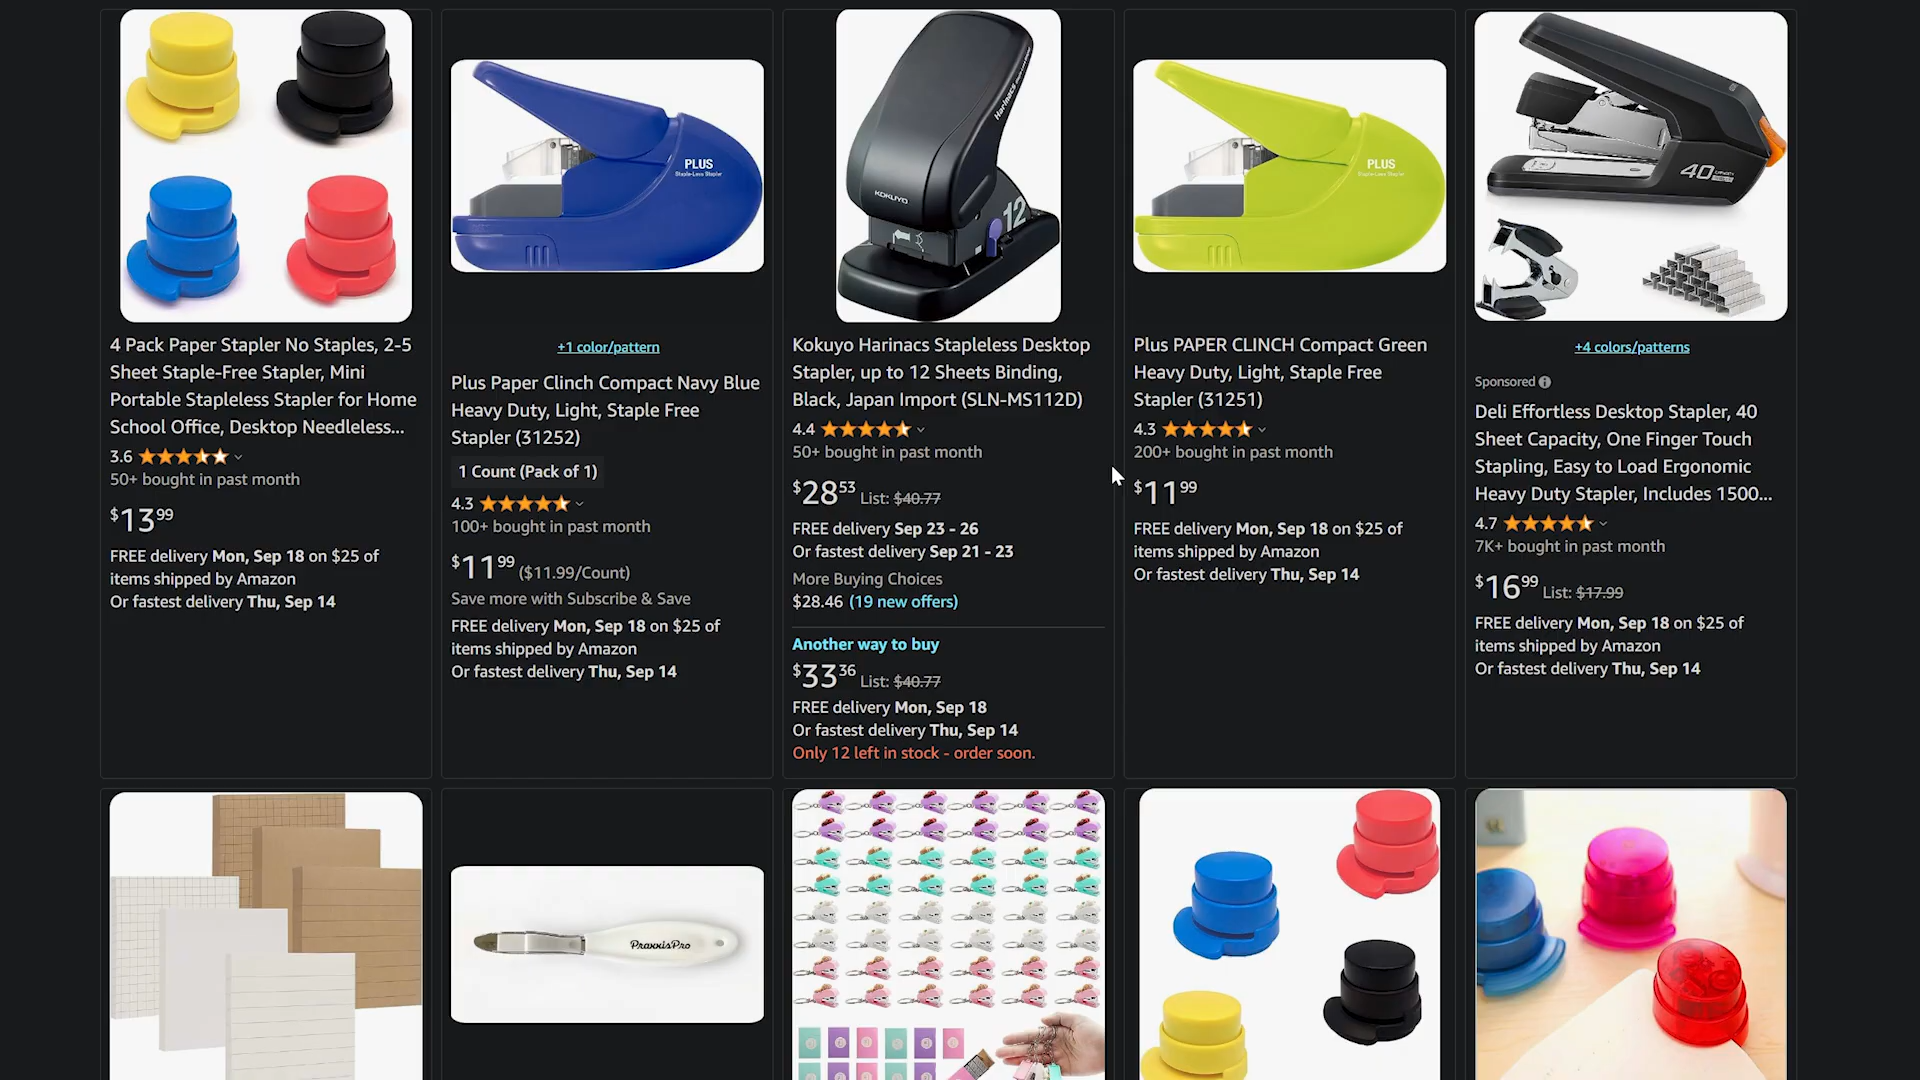 PLUS
Staple-Less Stapler
Harinacs
KOKUYO
12
PLUS
Staple-Less Stapler
40
4 Pack Paper Stapler No Staples, 2-5
Sheet Staple-Free Stapler, Mini
Portable Stapleless Stapler for Home
School Office, Desktop Needleless...
3.6
50+ bought in past month
$13 99
FREE delivery Mon, Sep 18 on $25 of
items shipped by Amazon
Or fastest delivery Thu, Sep 14
+1 color/pattern
Plus Paper Clinch Compact Navy Blue
Heavy Duty, Light, Staple Free
Stapler (31252)
1 Count (Pack of 1)
4.3
100+ bought in past month
$11 99 ($11.99/Count)
Save more with Subscribe & Save
FREE delivery Mon, Sep 18 on $25 of
items shipped by Amazon
Or fastest delivery Thu, Sep 14
Kokuyo Harinacs Stapleless Desktop
Stapler, up to 12 Sheets Binding,
Black, Japan Import (SLN-MS112D)
4.4
50+ bought in past month
$28 53 List: $40.77
FREE delivery Sep 23 - 26
Or fastest delivery Sep 21 - 23
More Buying Choices
$28.46 (19 new offers)
Another way to buy
$33 36 List: $40.77
FREE delivery Mon, Sep 18
Or fastest delivery Thu, Sep 14
Only 12 left in stock - order soon.
Plus PAPER CLINCH Compact Green
Heavy Duty, Light, Staple Free
Stapler (31251)
4.3
200+ bought in past month
$11 99
FREE delivery Mon, Sep 18 on $25 of
items shipped by Amazon
Or fastest delivery Thu, Sep 14
+4 colors/patterns
Sponsored
Deli Effortless Desktop Stapler, 40
Sheet Capacity, One Finger Touch
Stapling, Easy to Load Ergonomic
Heavy Duty Stapler, Includes 1500...
4.7
7K+ bought in past month
$16 99 List: $17.99
FREE delivery Mon, Sep 18 on $25 of
items shipped by Amazon
Or fastest delivery Thu, Sep 14
PraxxisPro